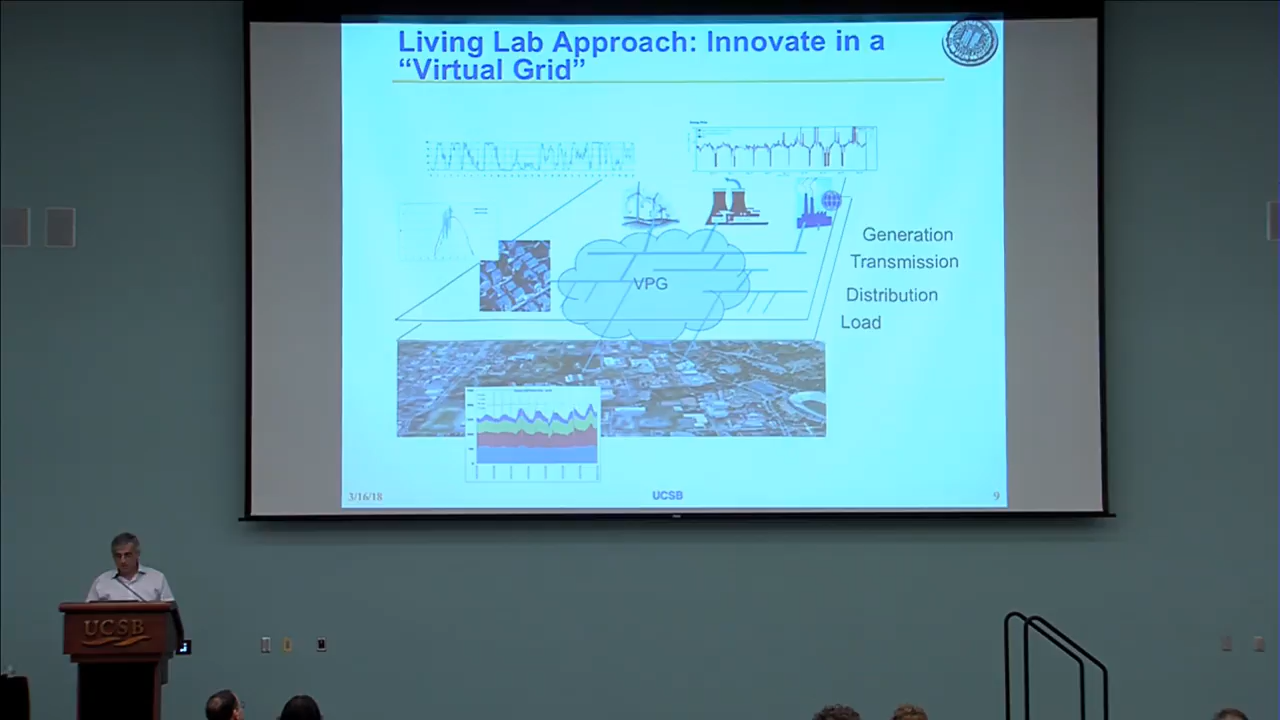 Living Lab Approach: Innovate in a
“Virtual Grid”
Generation
Transmission
VPG
Distribution
Load
3/16/18
UCSB
9
UCSB